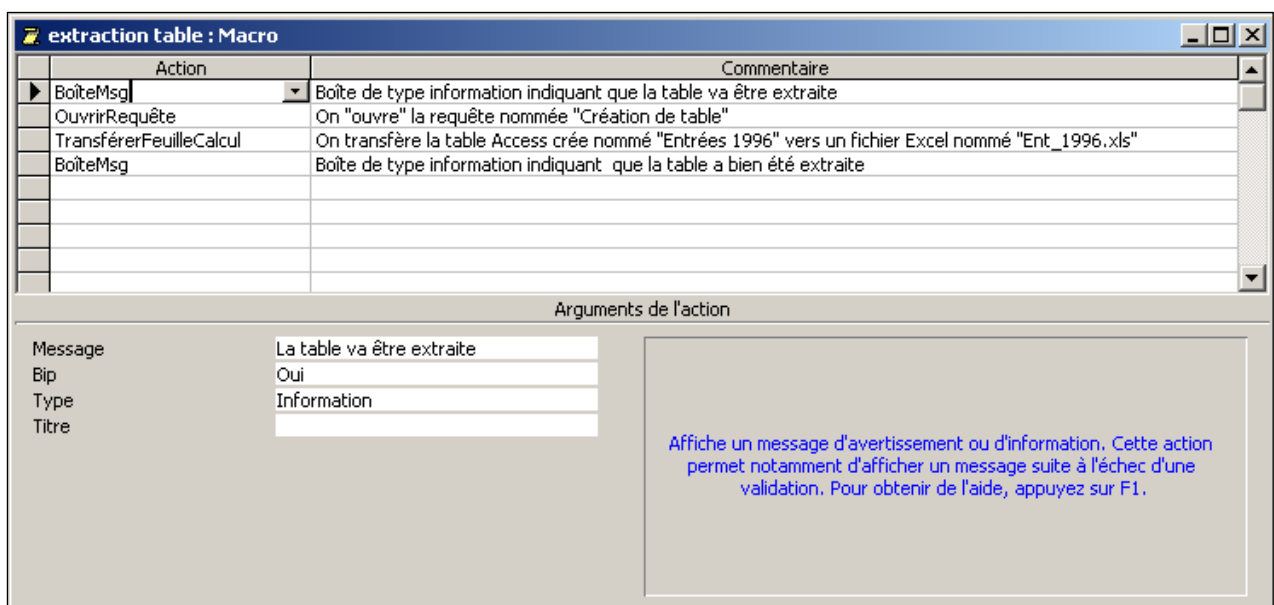 extraction table : Macro
Action Commentaire
BoîteMsg Boîte de type information indiquant que la table va être extraite
OuvrirRequête On "ouvre" la requête nommée "Création de table"
TransférerFeuilleCalcul On transfère la table Access crée nommé "Entrées 1996" vers un fichier Excel nommé "Ent_1996.xls"
BoîteMsg Boîte de type information indiquant que la table a bien été extraite
Arguments de l'action
Message La table va être extraite
Bip Oui
Type Information
Titre
Affiche un message d'avertissement ou d'information. Cette action
permet notamment d'afficher un message suite à l'échec d'une
validation. Pour obtenir de l'aide, appuyez sur F1.